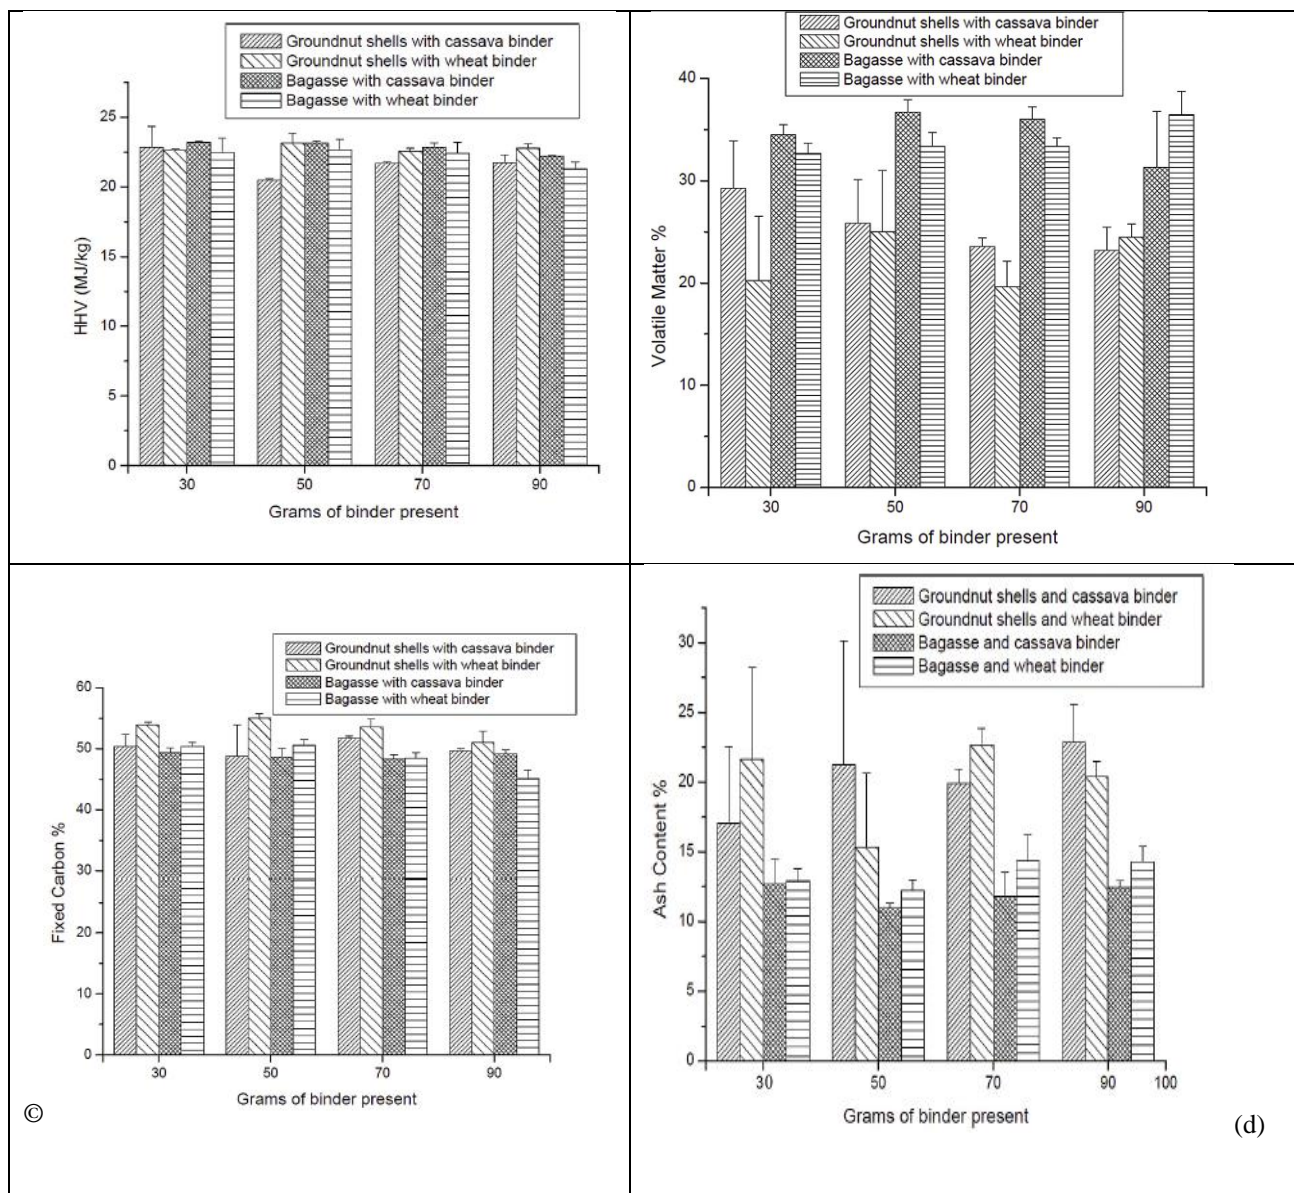 Groundnut shells with cassava binder
Groundnut shells with wheat binder
Bagasse with cassava binder
Bagasse with wheat binder
25
20
15
10
5
0
HHV (MJ/kg)
30 50 70 90
Grams of binder present
Groundnut shells with cassava binder
Groundnut shells with wheat binder
Bagasse with cassava binder
Bagasse with wheat binder
40
30
20
10
0
Volatile Matter %
30 50 70 90
Grams of binder present
Groundnut shells with cassava binder
Groundnut shells with wheat binder
Bagasse with cassava binder
Bagasse with wheat binder
60
50
40
30
20
10
0
Fixed Carbon %
30 50 70 90
Grams of binder present
©
Groundnut shells and cassava binder
Groundnut shells and wheat binder
Bagasse and cassava binder
Bagasse and wheat binder
30
25
20
15
10
5
0
Ash Content %
30 50 70 90 100
Grams of binder present
(d)